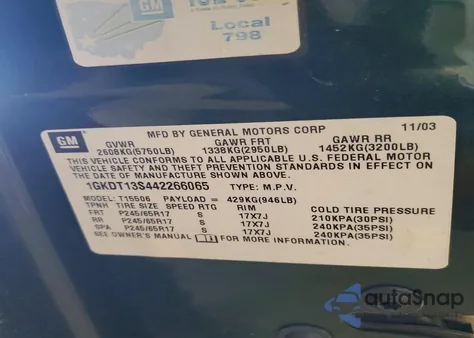 GM
Local
798
GM
MFD BY GENERAL MOTORS CORP 11/03
GVWR GAWR FRT GAWR RR
2608KG(5750LB) 1338KG(2950LB) 1452KG(3200LB)
THIS VEHICLE CONFORMS TO ALL APPLICABLE U.S. FEDERAL MOTOR
VEHICLE SAFETY AND THEFT PREVENTION STANDARDS IN EFFECT ON
THE DATE OF MANUFACTURE SHOWN ABOVE.
1GKDT13S442266065 TYPE: M.P.V.
T15506 PAYLOAD = 429KG(946LB)
TPNH TIRE SIZE SPEED RTG RIM COLD TIRE PRESSURE
FRT P245/65R17 S 17X7J 210KPA(30PSI)
RR P245/65R17 S 17X7J 240KPA(35PSI)
SPA P245/65R17 S 17X7J 240KPA(35PSI)
SEE OWNER'S MANUAL FOR MORE INFORMATION.
autoSnap